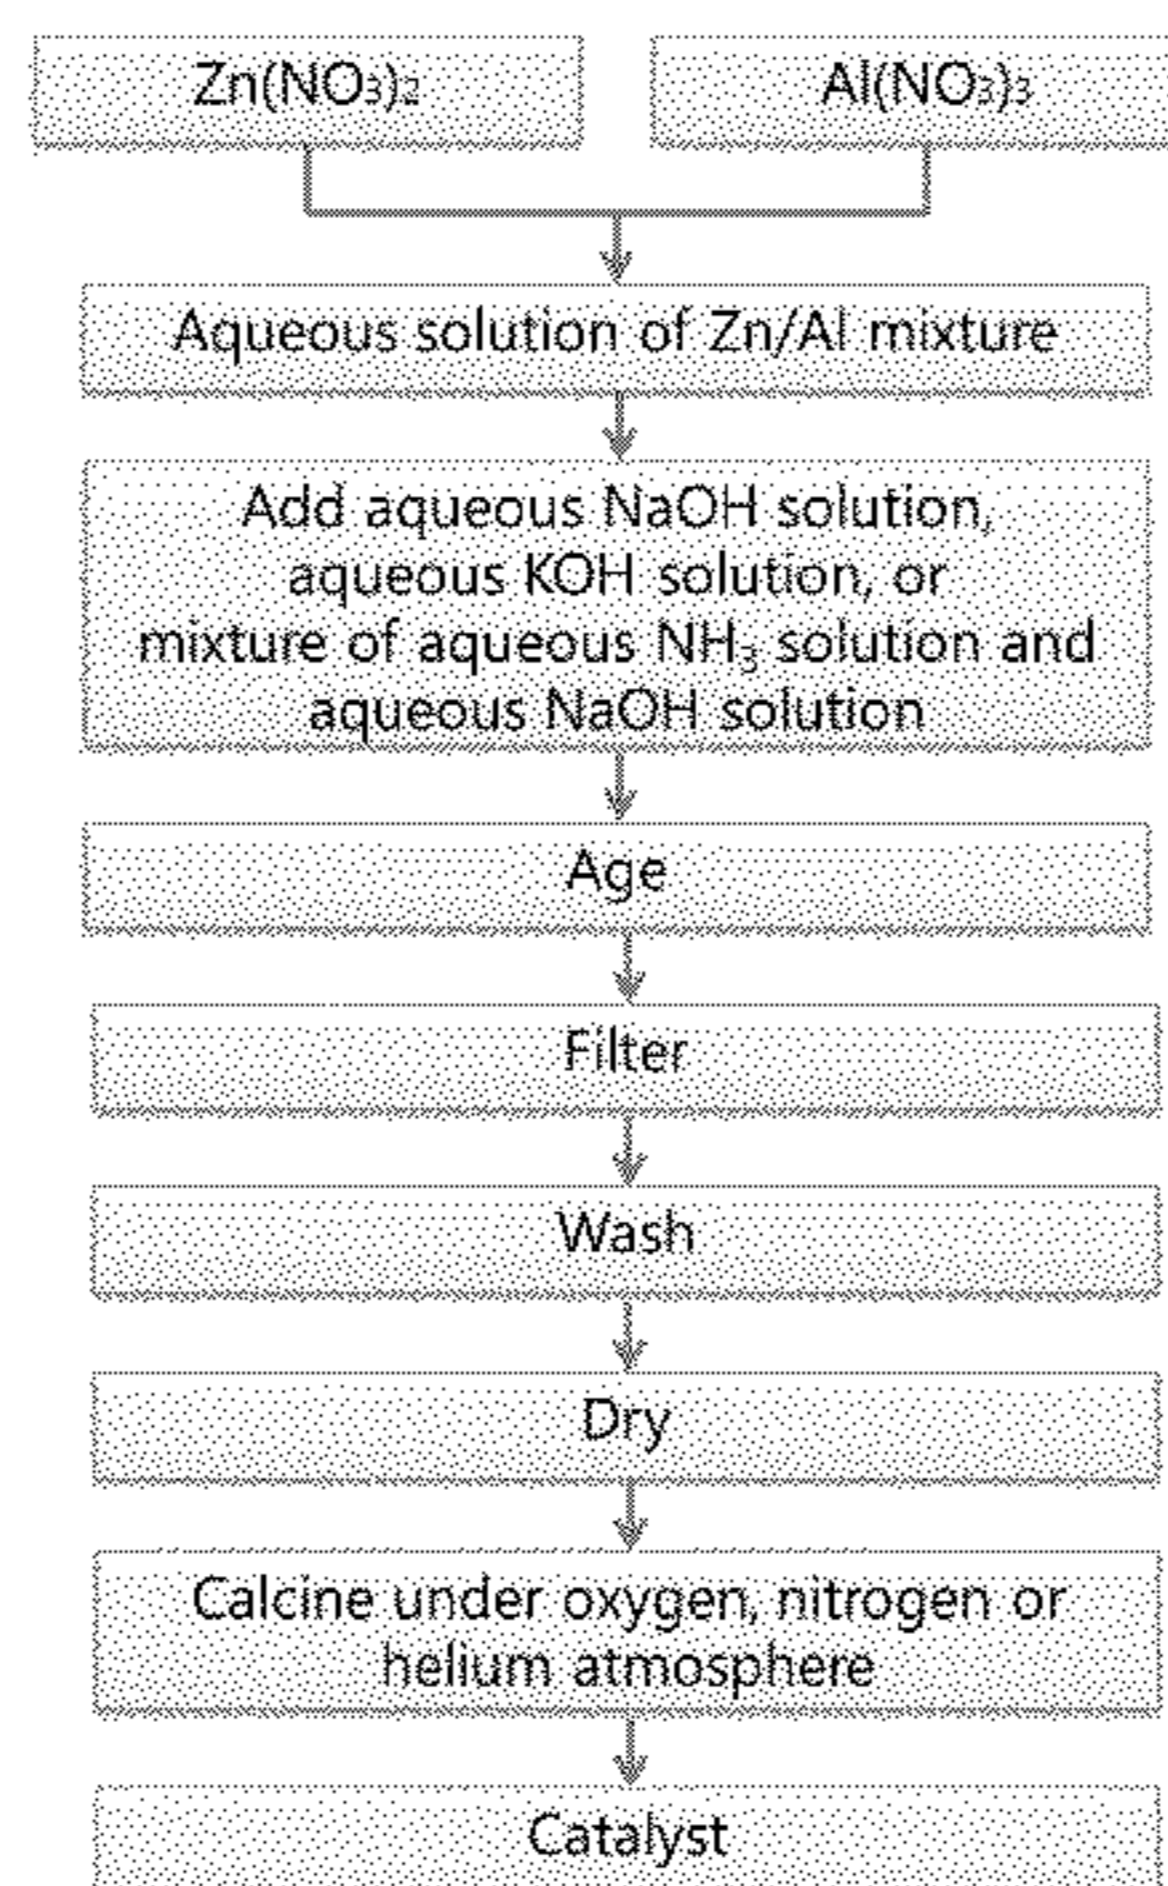 Zn(NO₃)₂
Al(NO₃)₃
Aqueous solution of Zn/Al mixture
Add aqueous NaOH solution,
aqueous KOH solution, or
mixture of aqueous NH₃ solution and
aqueous NaOH solution
Age
Filter
Wash
Dry
Calcine under oxygen, nitrogen or
helium atmosphere
Catalyst